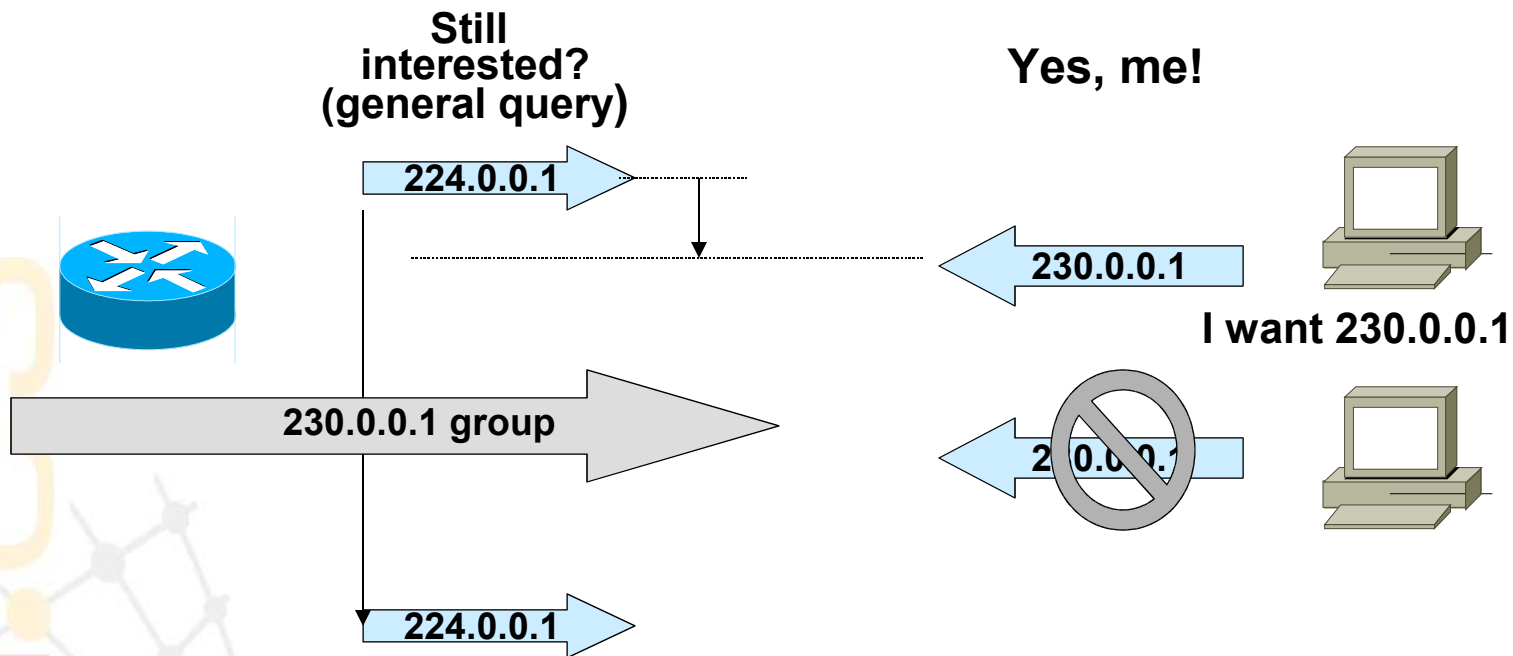 Still
interested?
(general query)
Yes, me!
224.0.0.1
230.0.0.1
I want 230.0.0.1
230.0.0.1 group
224.0.0.1